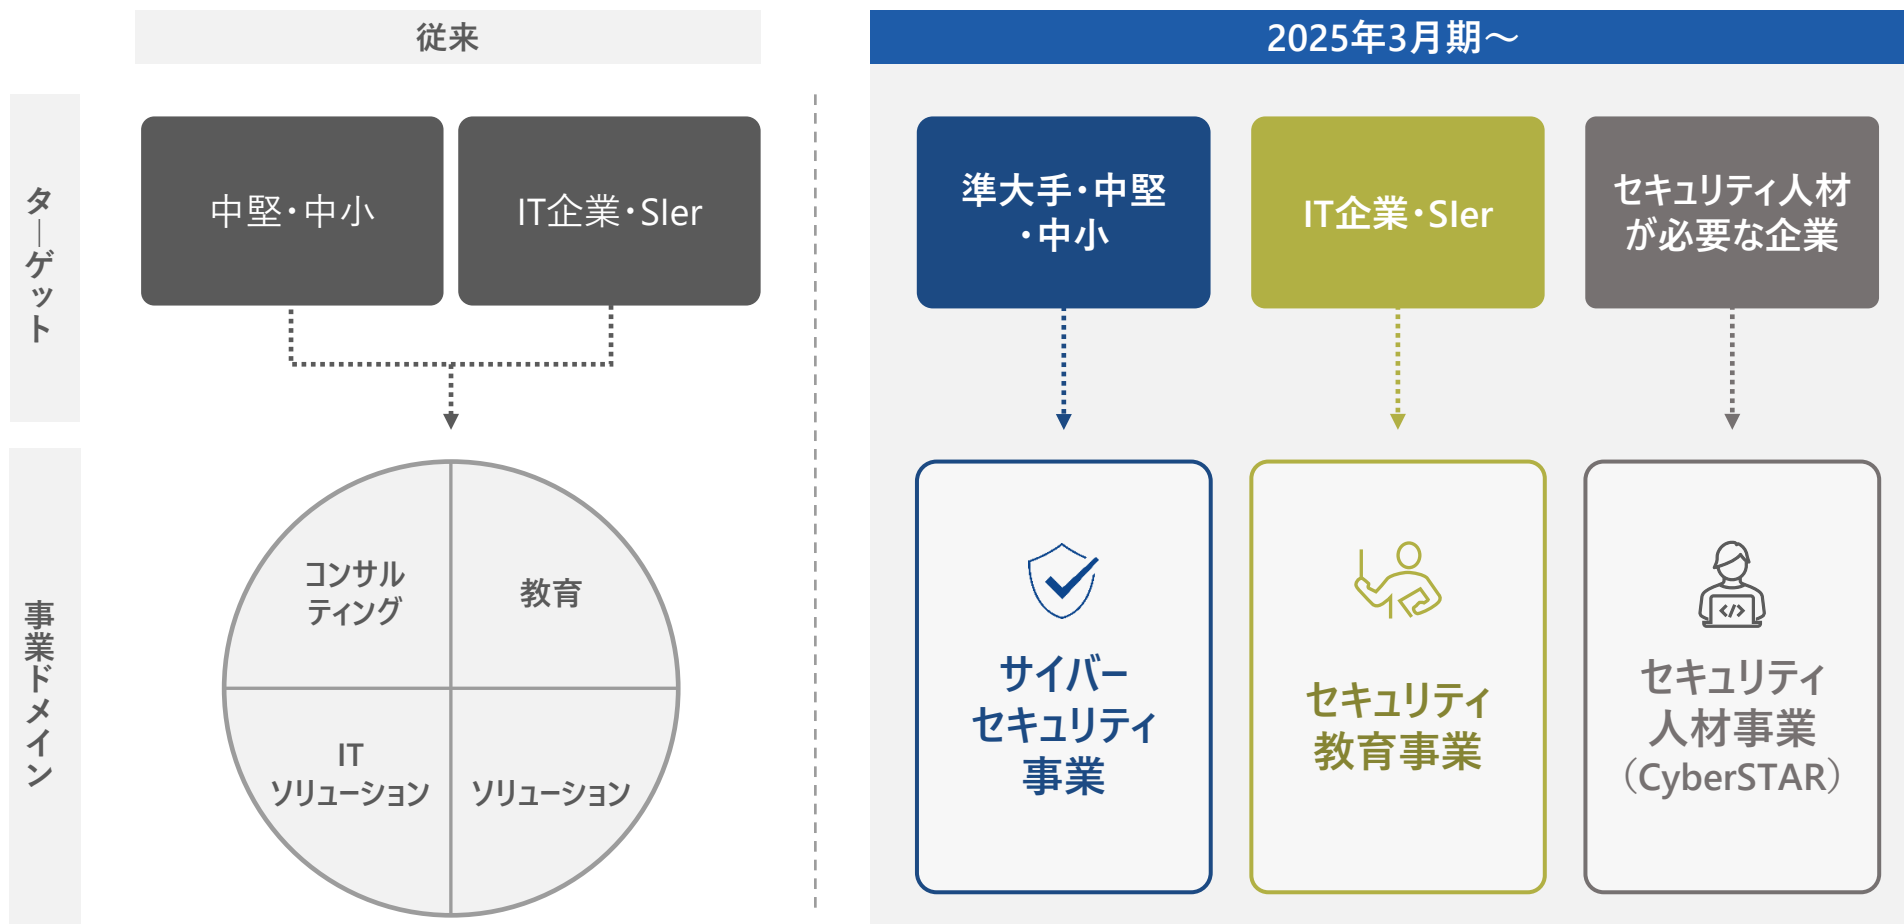 従来
2025年3月期～
ターゲット
中堅・中小
IT企業・SIer
準大手・中堅
・中小
IT企業・SIer
セキュリティ人材
が必要な企業
事業ドメイン
コンサル
ティング
教育
IT
ソリューション
ソリューション
サイバー
セキュリティ
事業
セキュリティ
教育事業
</>
セキュリティ
人材事業
（CyberSTAR）